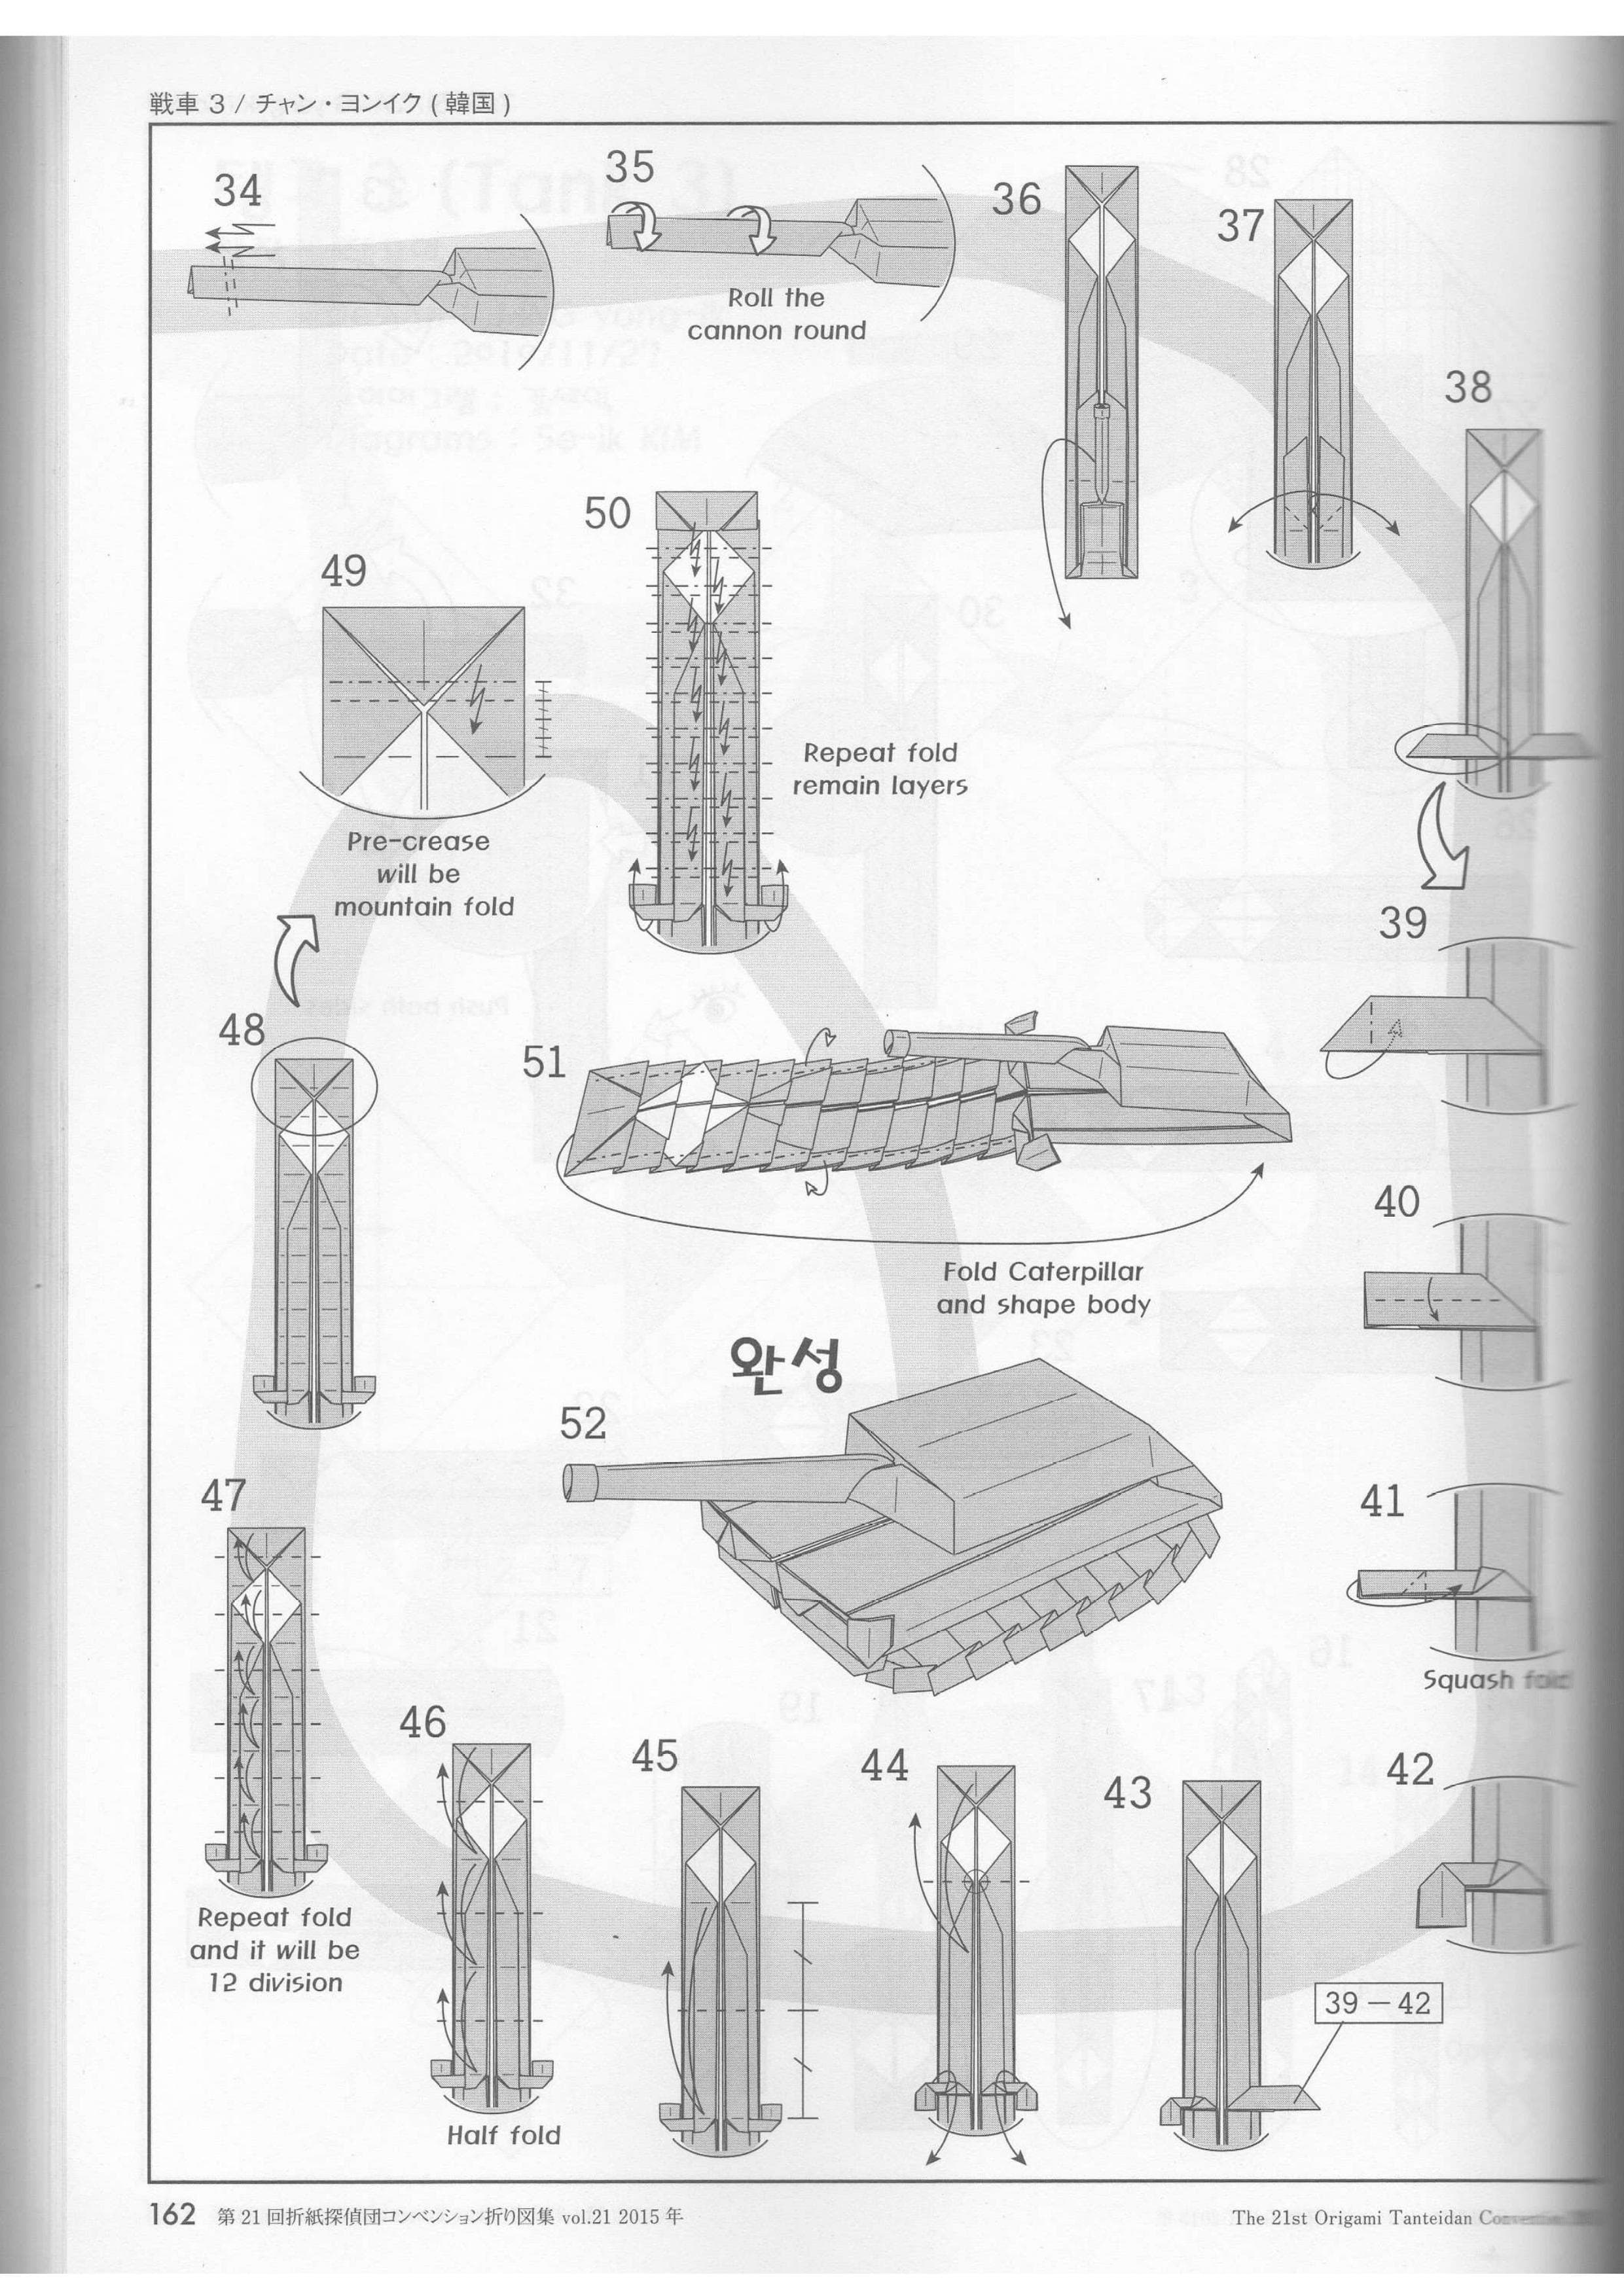 戦車 3 / チャン・ヨンイク ( 韓国 )
34
35
Roll the
cannon round
36
37
38
39
40
41
Squash fold
42
39 － 42
43
44
45
46
Half fold
47
Repeat fold
and it will be
12 division
48
49
Pre-crease
will be
mountain fold
50
Repeat fold
remain layers
51
Fold Caterpillar
and shape body
완성
52
162 第 21 回折紙探偵団コンベンション折り図集 vol.21 2015 年
The 21st Origami Tanteidan